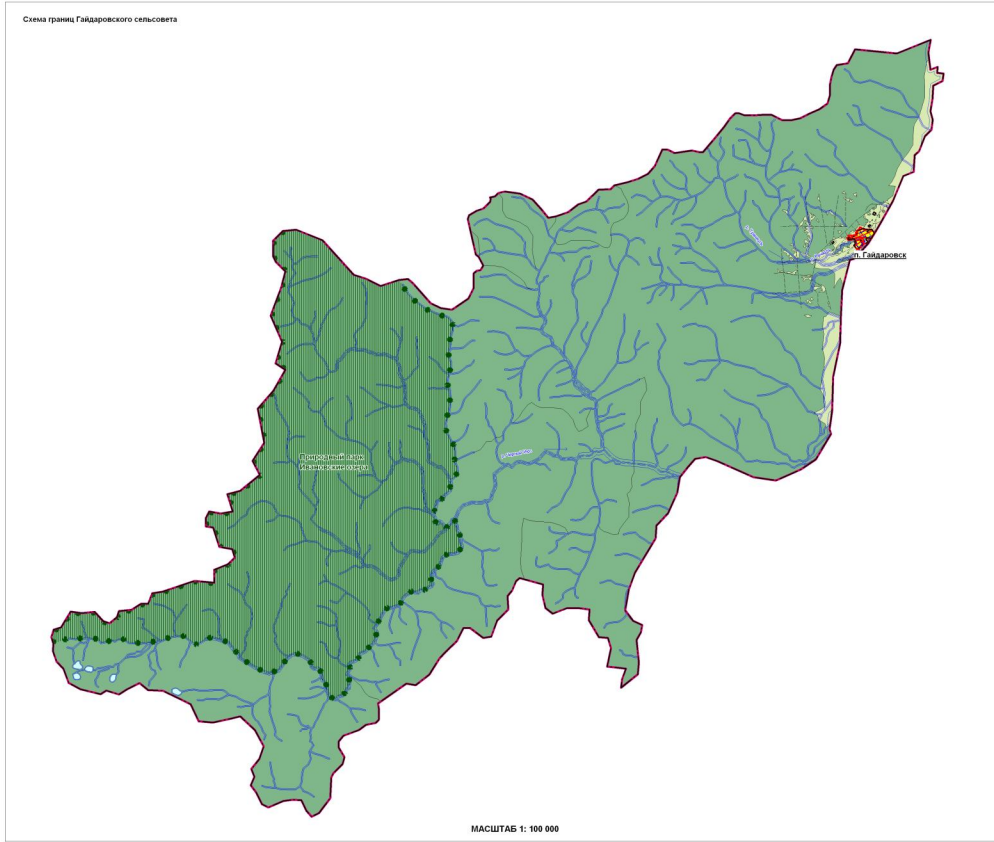 Схема границ Гайдаровского сельсовета
п. Гайдаровск
Природный парк
Ивановские озера
МАСШТАБ 1: 100 000